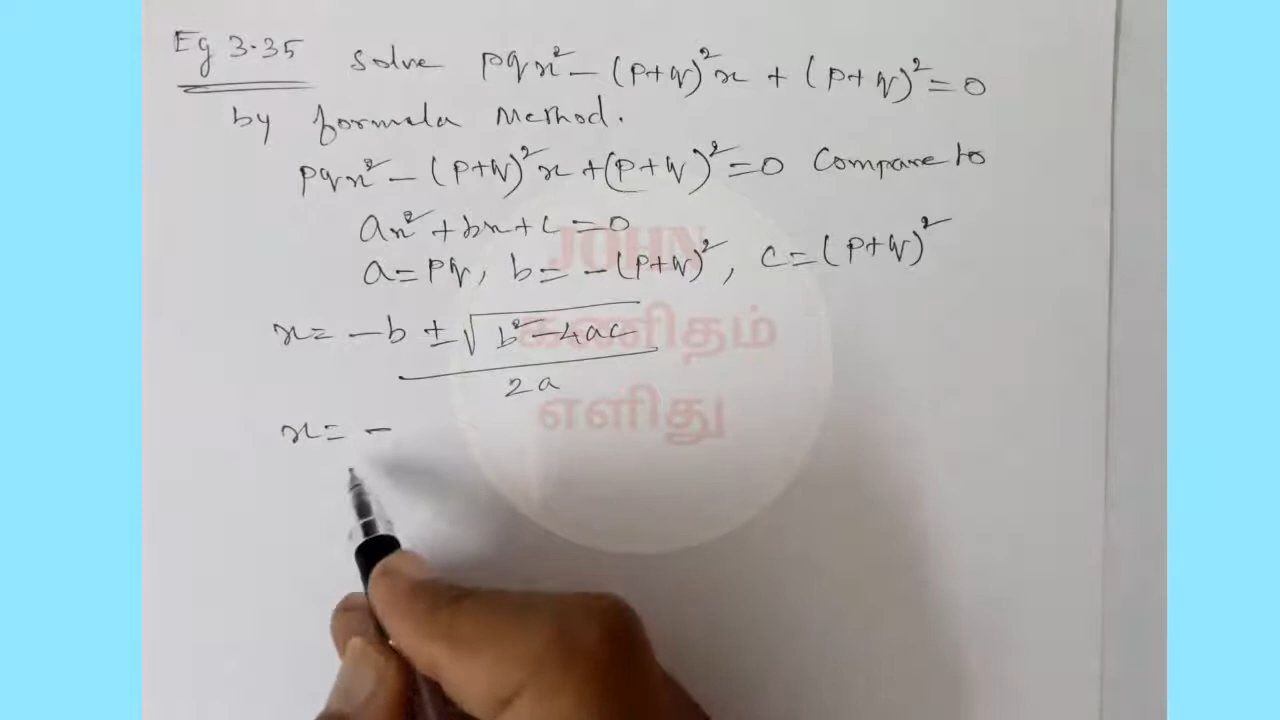 Eg 3.35 Solve pqx² - (p+q)²x + (p+q)² = 0
by formula Method.
pqx² - (p+q)²x + (p+q)² = 0 Compare to
ax² + bx + c = 0
a = pq, b = -(p+q)², c = (p+q)²
x = -b ± √b² - 4ac
2a
x = -
JOHN
கணிதம்
எளிது